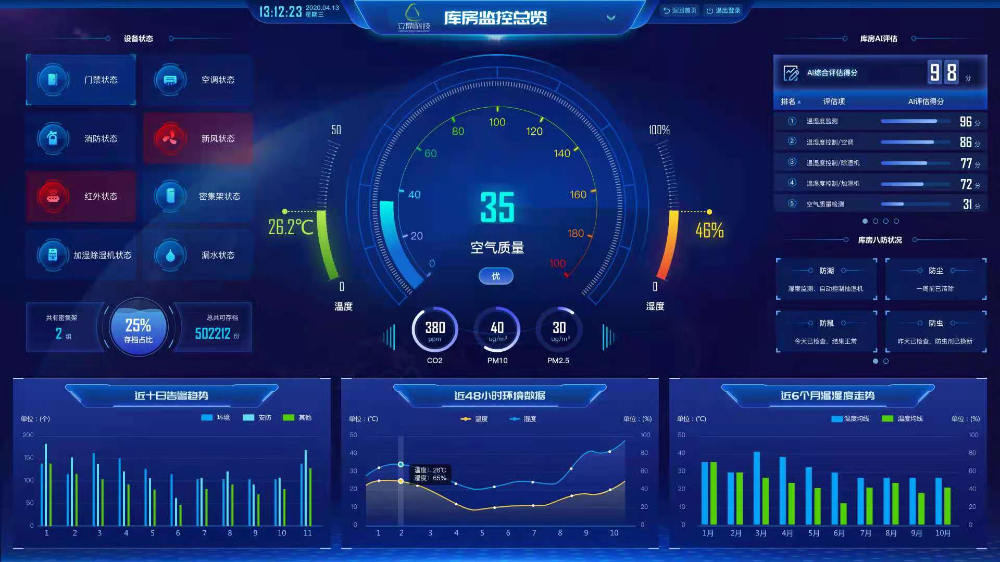 13:12:23
2020.04.13
星期三
立鼎科技
库房监控总览
返回首页
退出登录
设备状态
门禁状态
空调状态
消防状态
新风状态
红外状态
密集架状态
加湿除湿机状态
漏水状态
共有密集架
2 组
25%
存档占比
总共可存档
502212 份
50
26.2℃
0
温度
0
20
40
60
80
100
120
140
160
180
100
35
空气质量
优
100%
46%
0
湿度
380
ppm
CO2
40
ug/m³
PM10
30
ug/m³
PM2.5
库房AI评估
AI综合评估得分
98 分
排名 评估项 AI评估得分
1 温湿度监测 96 分
2 温湿度控制/空调 86 分
3 温湿度控制/除湿机 77 分
4 温湿度控制/加湿机 72 分
5 空气质量检测 31 分
库房八防状况
防潮
湿度监测、自动控制抽湿机
防尘
一周前已清除
防鼠
今天已检查，结果正常
防虫
昨天已检查，防虫剂已换新
近十日告警趋势
单位：(个)
环境 安防 其他
200
150
100
50
0
1 2 3 4 5 6 7 8 9 10 11
近48小时环境数据
单位：(℃)
温度 湿度
单位：(%)
50
40
30
20
10
0
100
80
60
40
20
0
温度：26℃
湿度：65%
1 2 3 4 5 6 7 8 9 10
近6个月温湿度走势
单位：(℃)
湿度均线 温度均线
单位：(%)
50
40
30
20
10
0
100
80
60
40
20
0
1月 2月 3月 4月 5月 6月 7月 8月 9月 10月